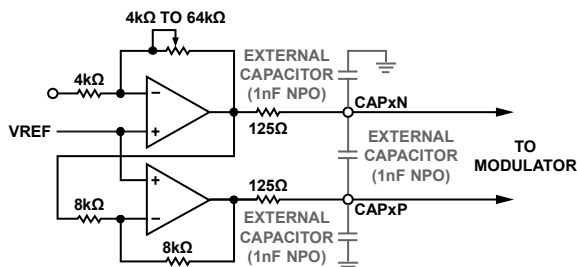 4kΩ TO 64kΩ
EXTERNAL
CAPACITOR
(1nF NPO)
4kΩ
CAPxN
125Ω
VREF
EXTERNAL
CAPACITOR
(1nF NPO)
TO
MODULATOR
125Ω
8kΩ
CAPxP
EXTERNAL
CAPACITOR
(1nF NPO)
8kΩ